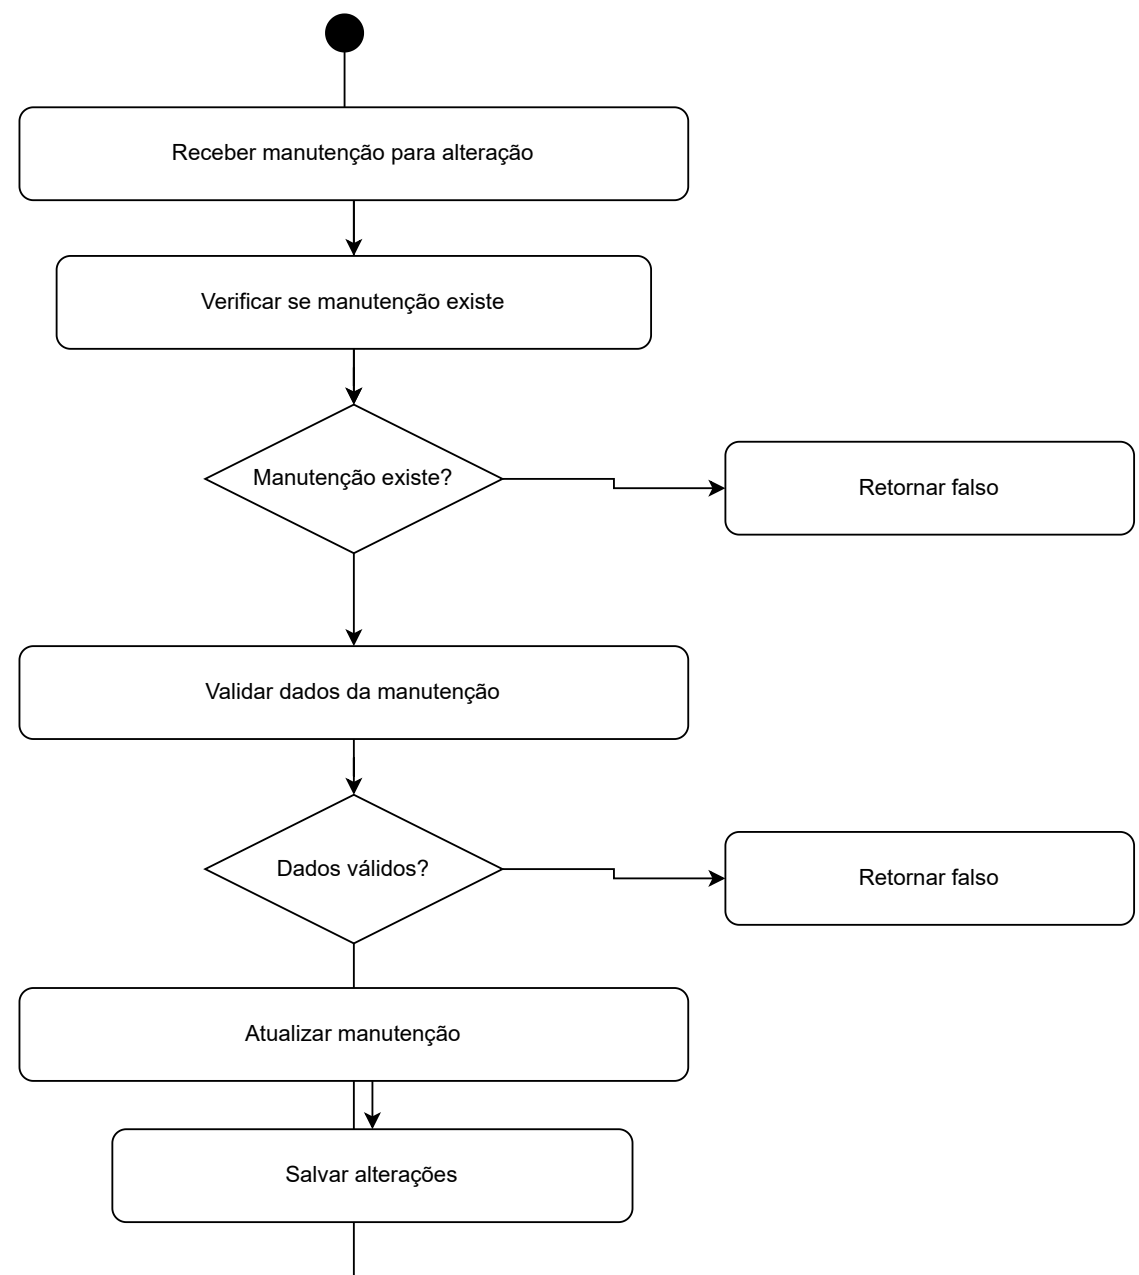 Receber manutenção para alteração
Verificar se manutenção existe
Manutenção existe?
Retornar falso
Validar dados da manutenção
Dados válidos?
Retornar falso
Atualizar manutenção
Salvar alterações